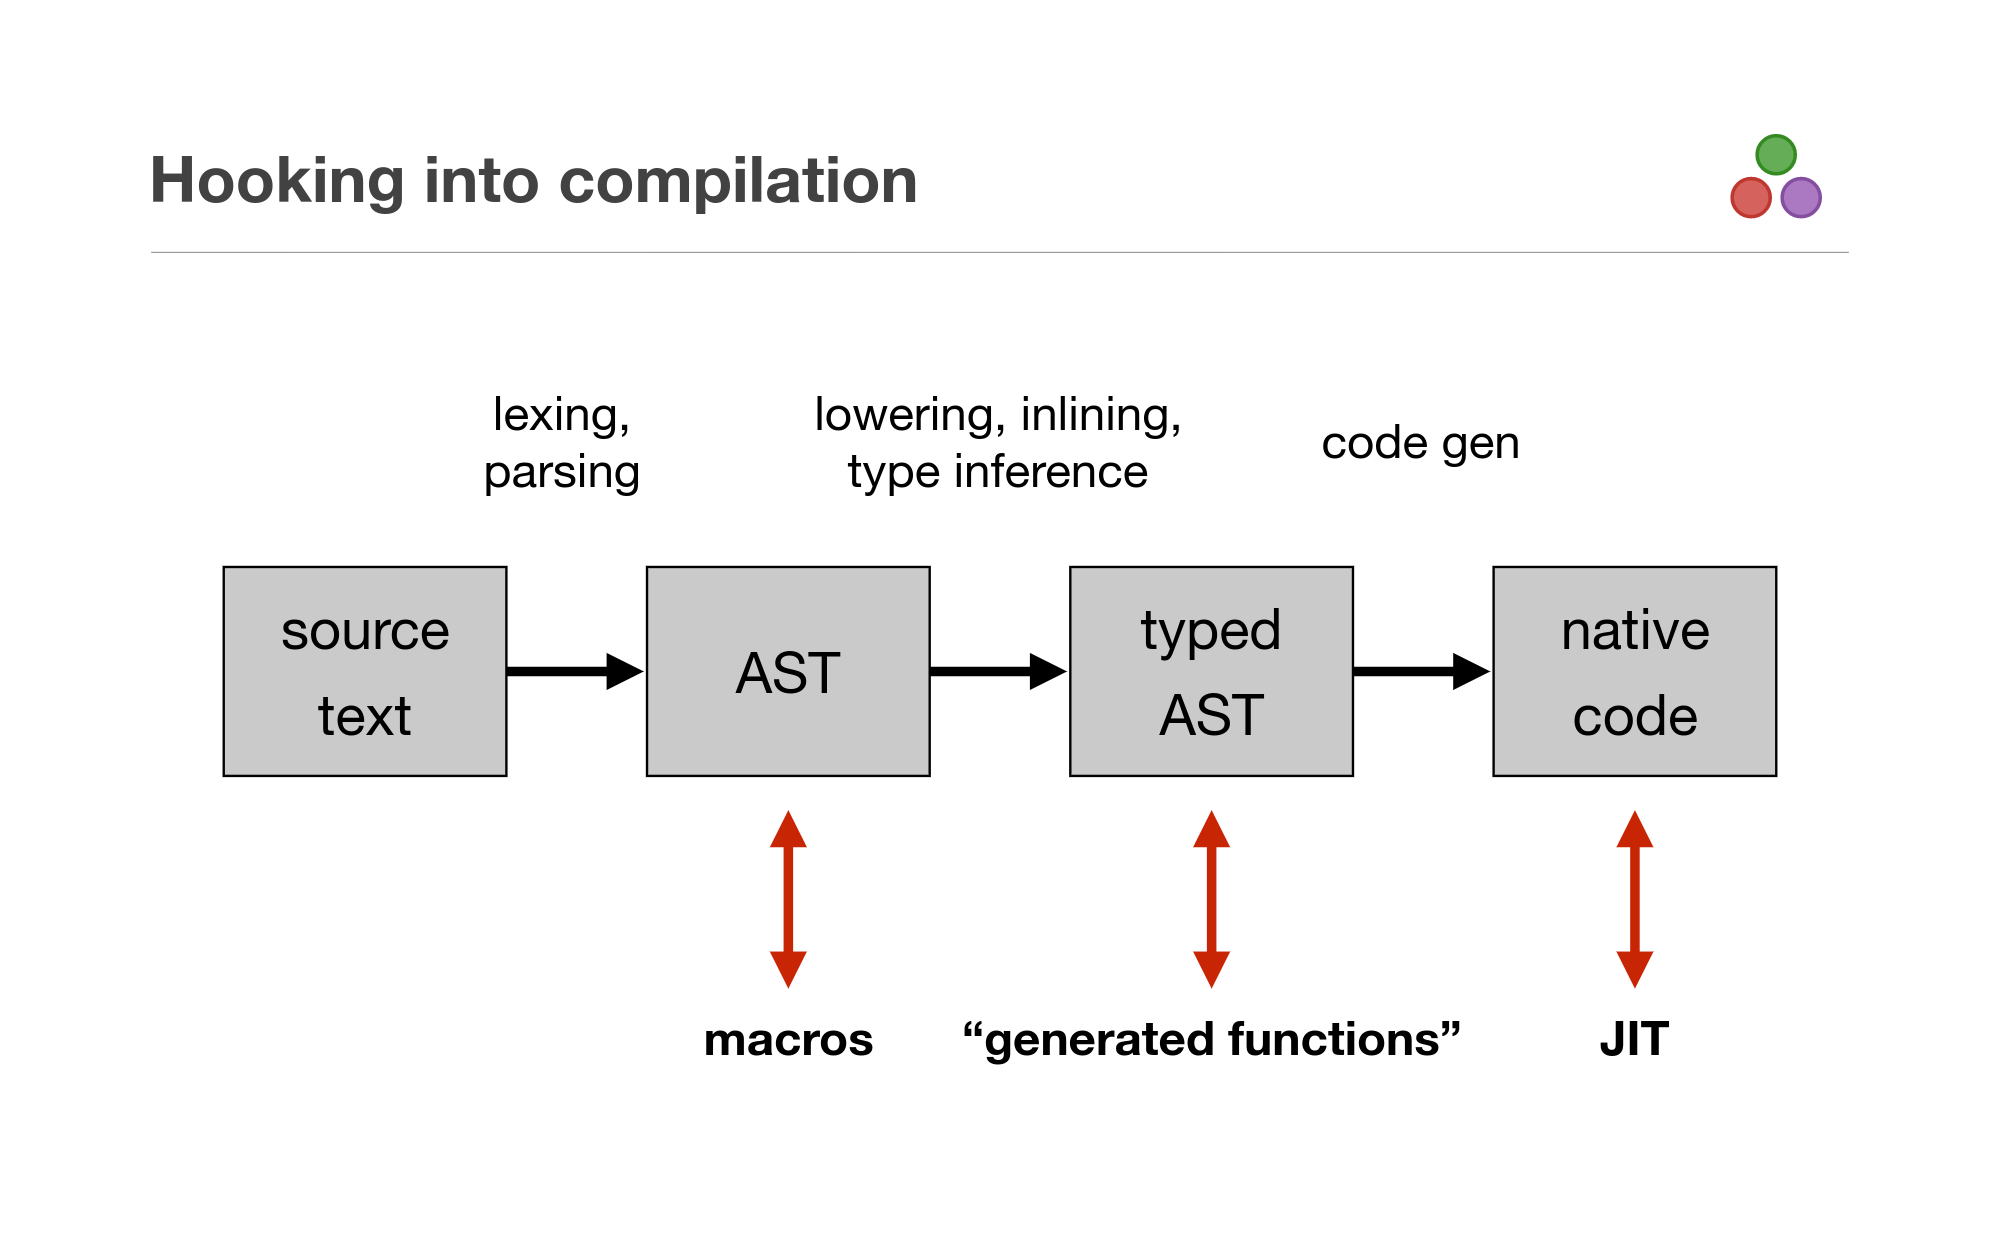 Hooking into compilation
lexing,
parsing
lowering, inlining,
type inference
code gen
source
text
AST
typed
AST
native
code
macros
“generated functions”
JIT